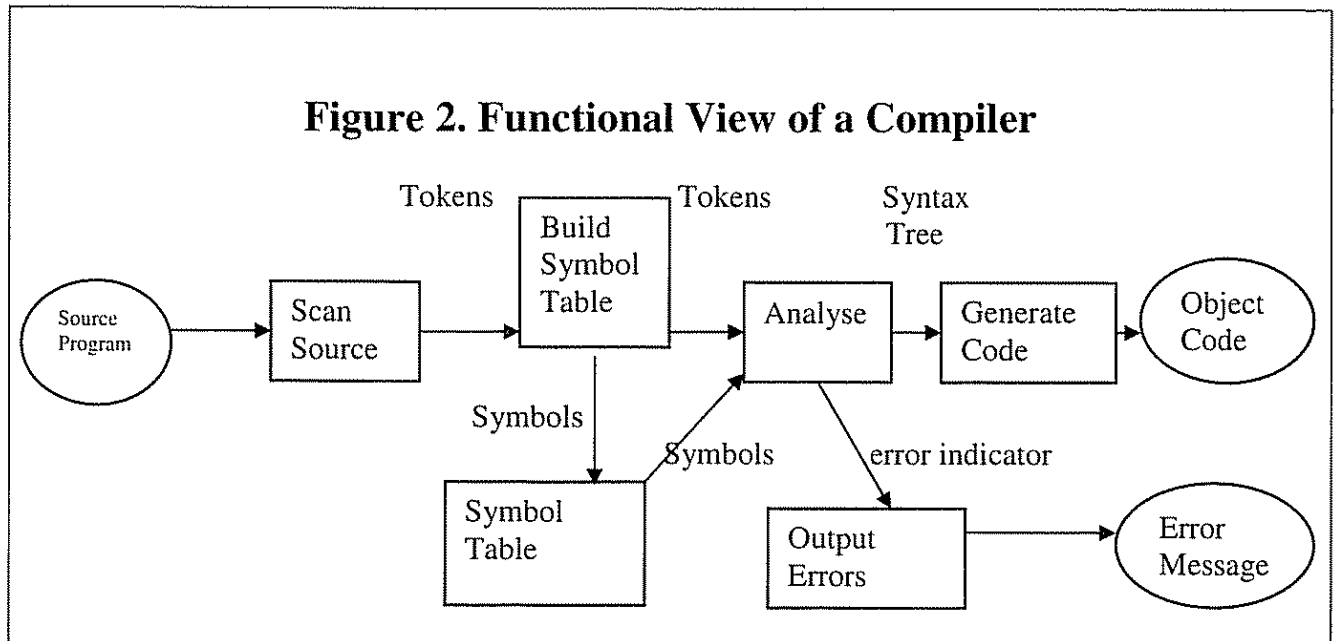 Figure 2. Functional View of a Compiler
Tokens
Tokens
Syntax
Tree
Source
Program
Scan
Source
Build
Symbol
Table
Analyse
Generate
Code
Object
Code
Symbols
Symbols
error indicator
Symbol
Table
Output
Errors
Error
Message